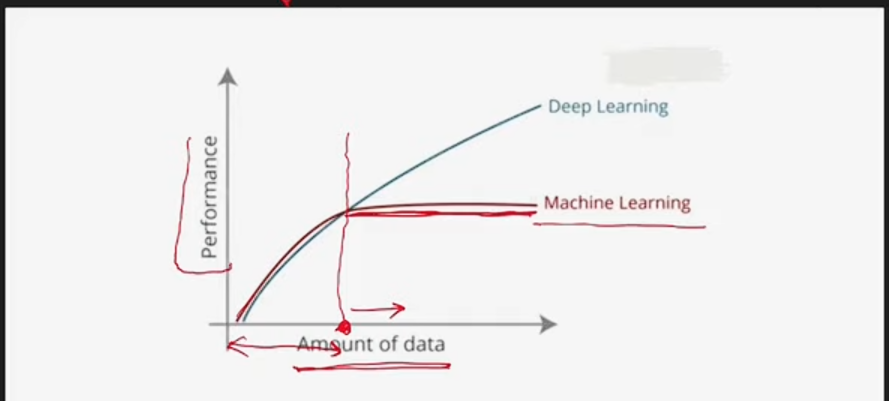 Deep Learning
Machine Learning
Performance
Amount of data